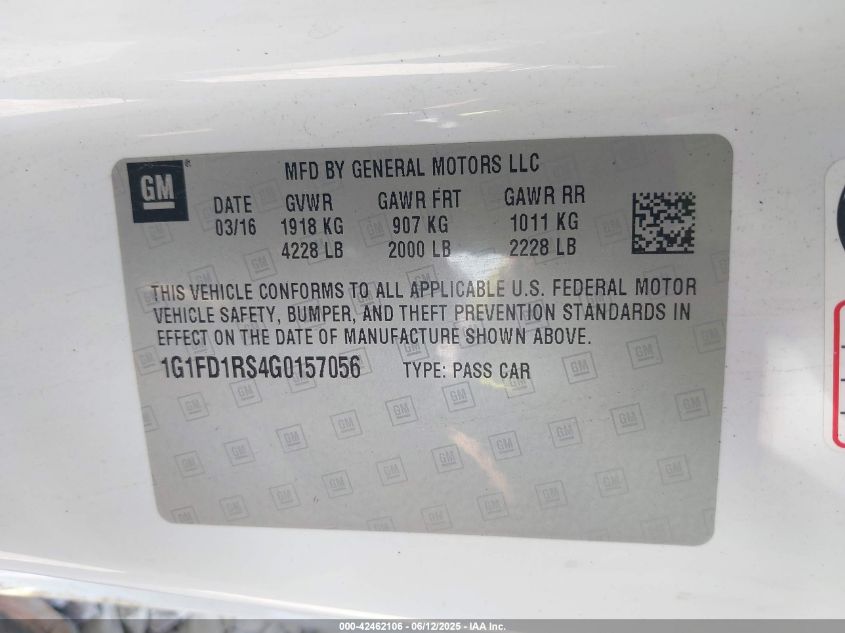 GM ®
MFD BY GENERAL MOTORS LLC
DATE GVWR GAWR FRT GAWR RR
03/16 1918 KG 907 KG 1011 KG
4228 LB 2000 LB 2228 LB
THIS VEHICLE CONFORMS TO ALL APPLICABLE U.S. FEDERAL MOTOR
VEHICLE SAFETY, BUMPER, AND THEFT PREVENTION STANDARDS IN
EFFECT ON THE DATE OF MANUFACTURE SHOWN ABOVE.
1G1FD1RS4G0157056 TYPE: PASS CAR
000-42462106 - 06/12/2025 - IAA Inc.